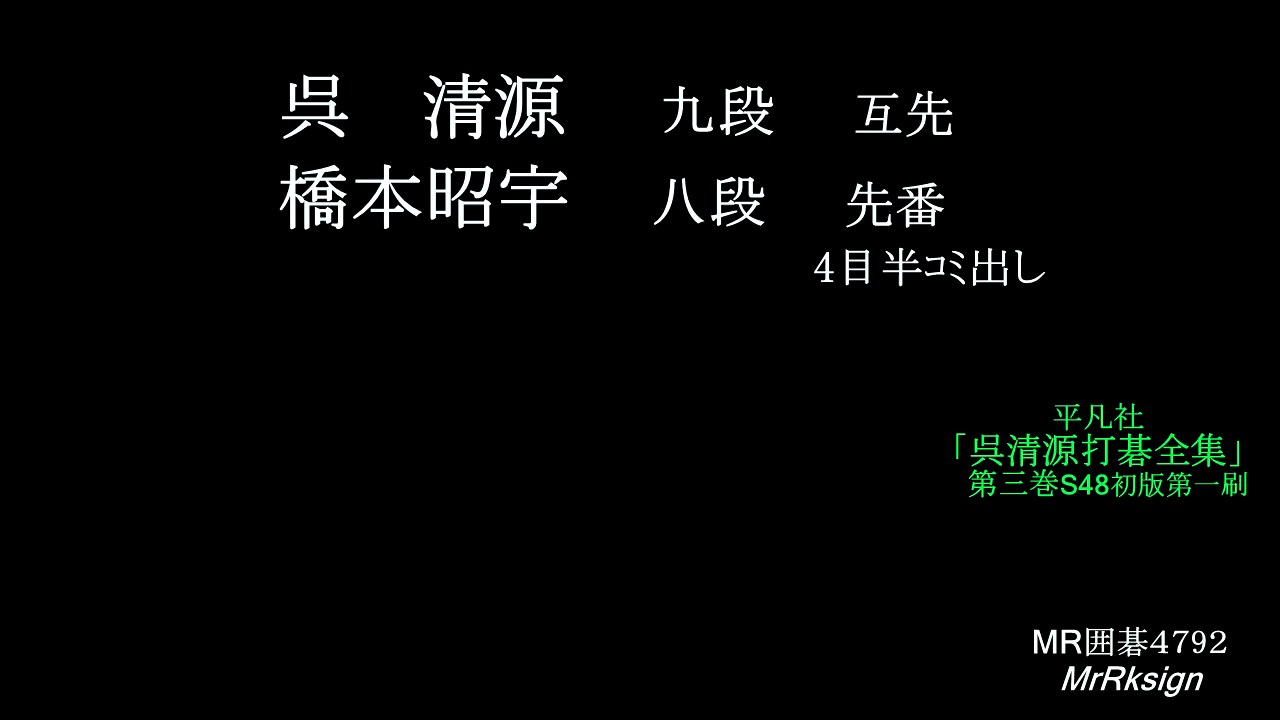 呉 清源 九段 互先
橋本昭宇 八段 先番
4目半ｺﾐ出し
平凡社
「呉清源打碁全集」
第三巻S48初版第一刷
MR囲碁4792
MrRksign